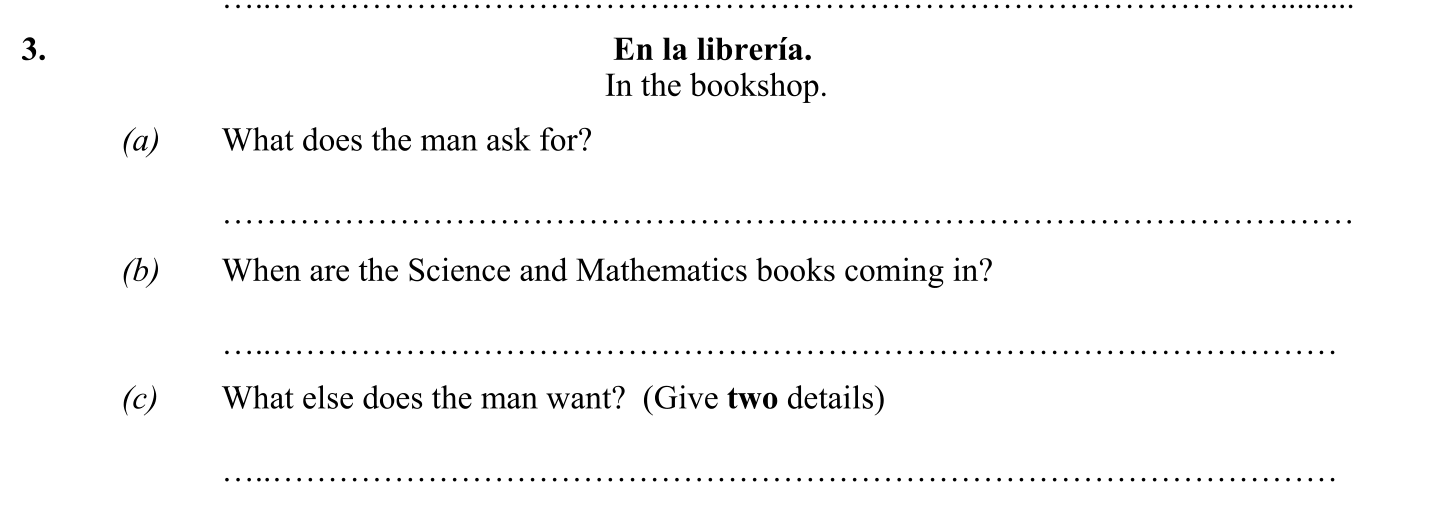 3. En la librería.
In the bookshop.
(a) What does the man ask for?
(b) When are the Science and Mathematics books coming in?
(c) What else does the man want? (Give two details)